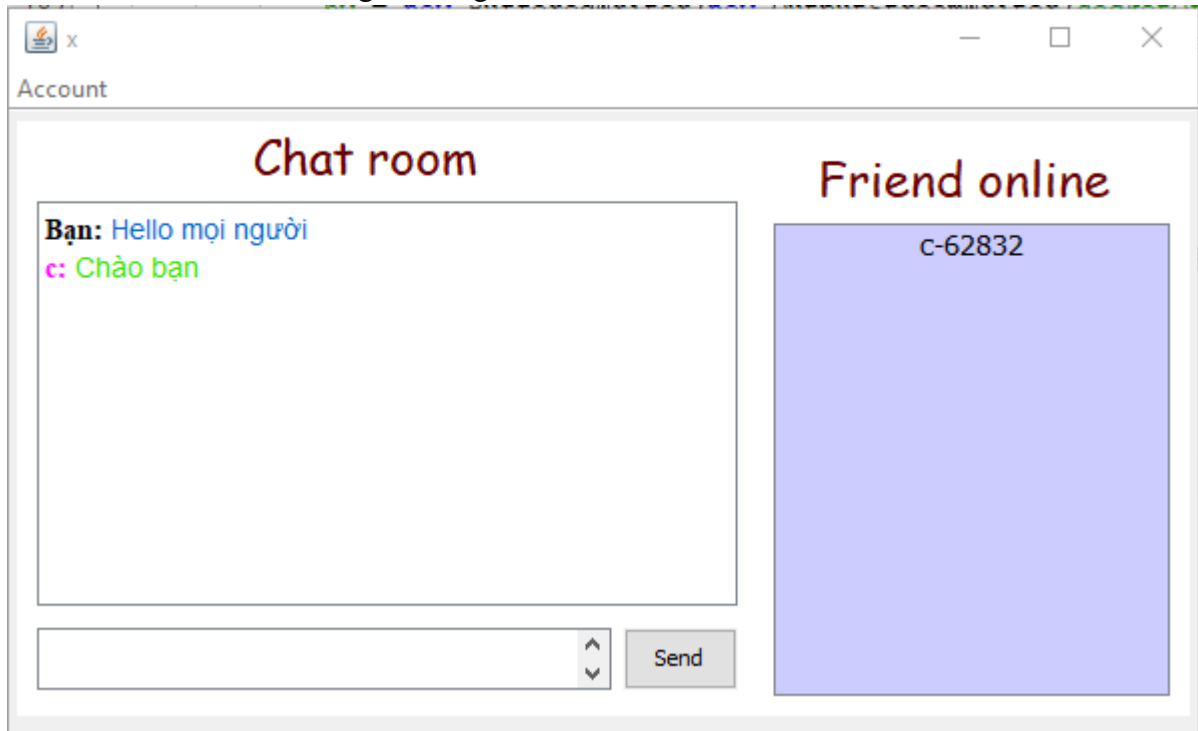 x
Account
Chat room
Bạn: Hello mọi người
c: Chào bạn
Send
Friend online
c-62832